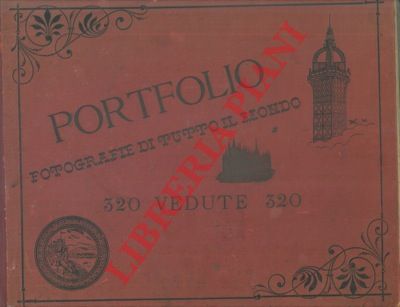 PORTFOLIO
FOTOGRAFIE DI TUTTO IL MONDO
320 VEDUTE 320
LIBRERIA PIANI